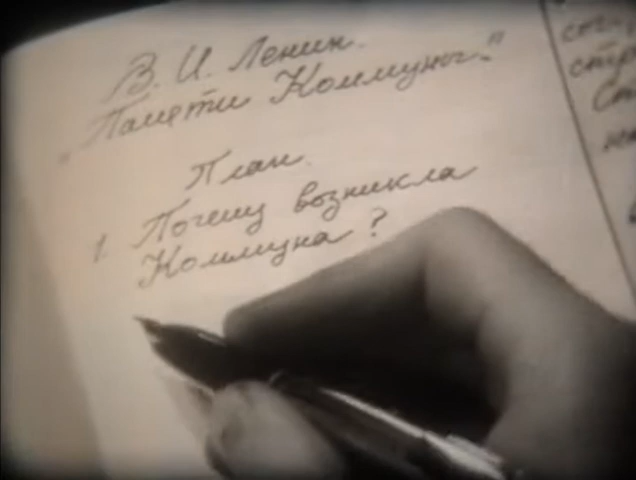 В. И. Ленин.
"Памяти Коммуны."
План.
1. Почему возникла
Коммуна?